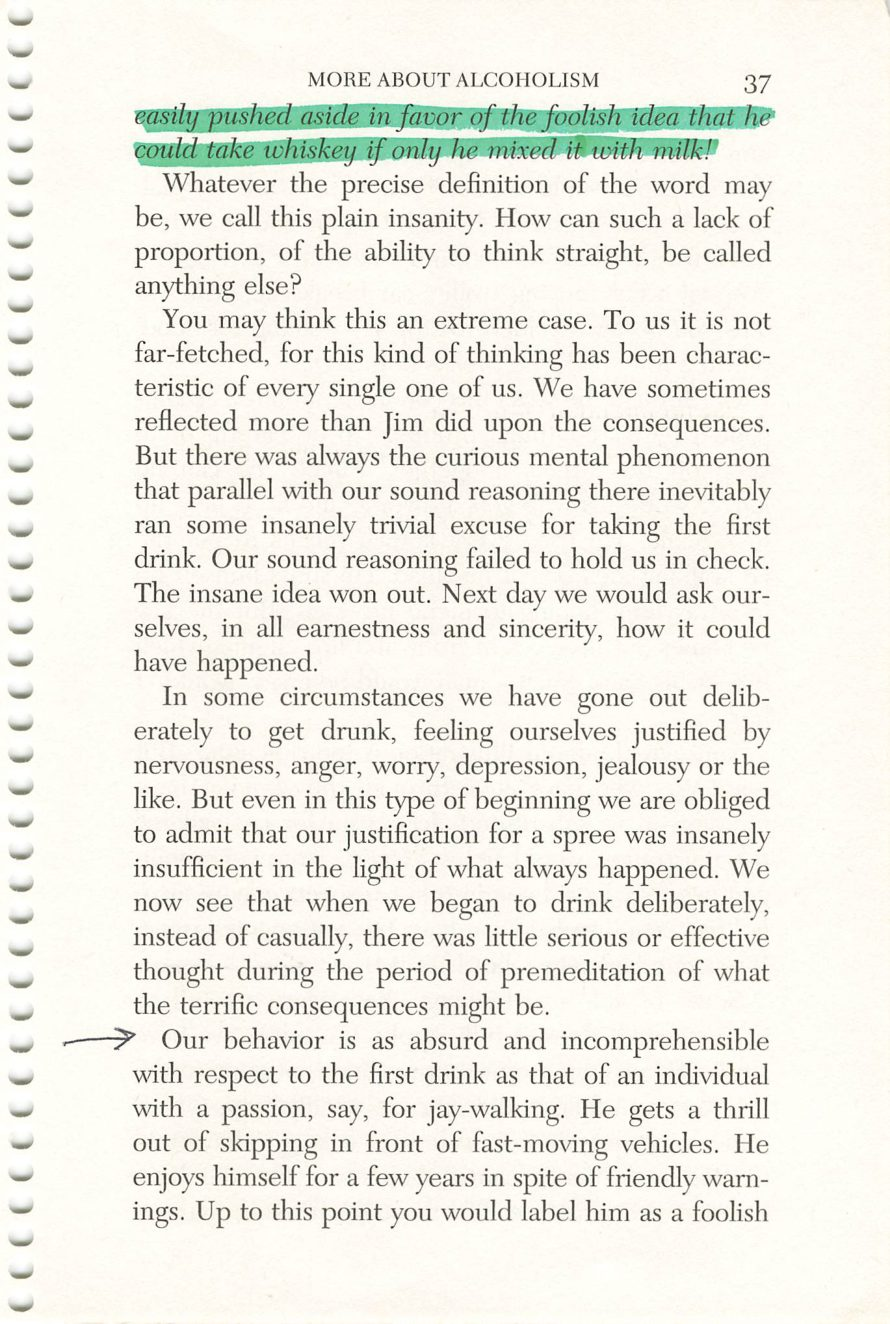 MORE ABOUT ALCOHOLISM 37
easily pushed aside in favor of the foolish idea that he
could take whiskey if only he mixed it with milk!
Whatever the precise definition of the word may
be, we call this plain insanity. How can such a lack of
proportion, of the ability to think straight, be called
anything else?
You may think this an extreme case. To us it is not
far-fetched, for this kind of thinking has been charac-
teristic of every single one of us. We have sometimes
reflected more than Jim did upon the consequences.
But there was always the curious mental phenomenon
that parallel with our sound reasoning there inevitably
ran some insanely trivial excuse for taking the first
drink. Our sound reasoning failed to hold us in check.
The insane idea won out. Next day we would ask our-
selves, in all earnestness and sincerity, how it could
have happened.
In some circumstances we have gone out delib-
erately to get drunk, feeling ourselves justified by
nervousness, anger, worry, depression, jealousy or the
like. But even in this type of beginning we are obliged
to admit that our justification for a spree was insanely
insufficient in the light of what always happened. We
now see that when we began to drink deliberately,
instead of casually, there was little serious or effective
thought during the period of premeditation of what
the terrific consequences might be.
Our behavior is as absurd and incomprehensible
with respect to the first drink as that of an individual
with a passion, say, for jay-walking. He gets a thrill
out of skipping in front of fast-moving vehicles. He
enjoys himself for a few years in spite of friendly warn-
ings. Up to this point you would label him as a foolish